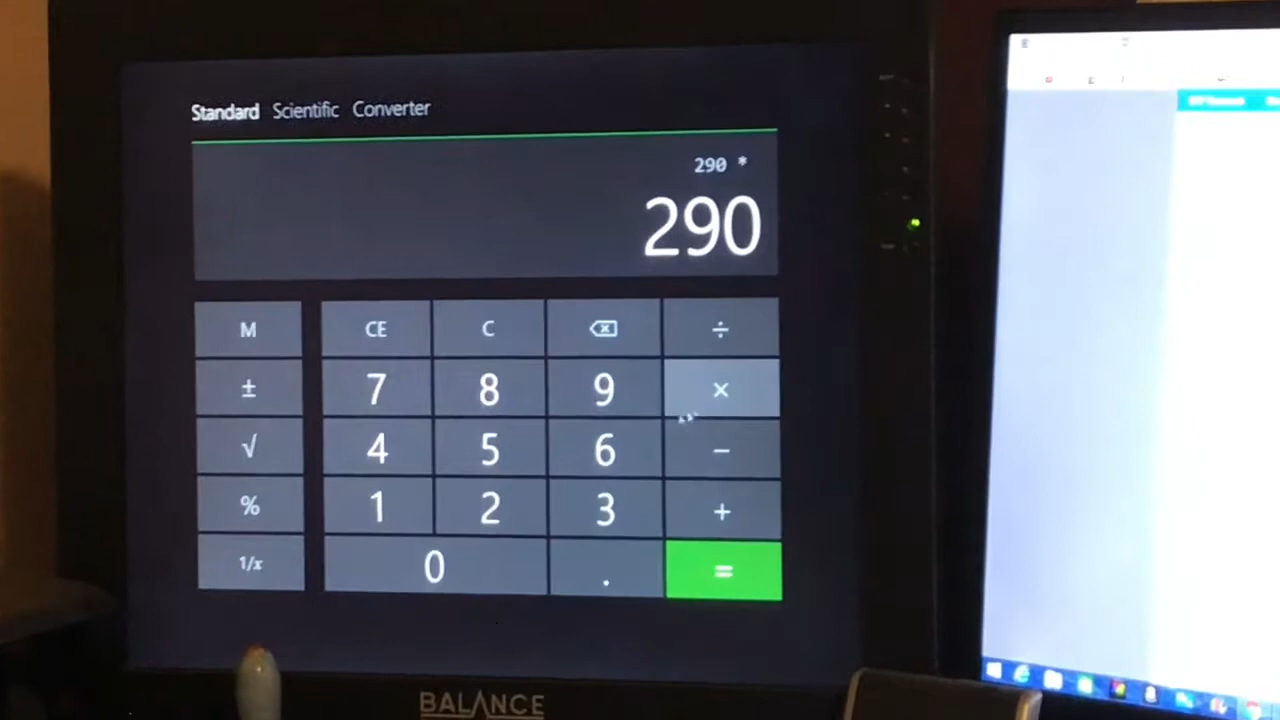 Standard Scientific Converter
290 *
290
M CE C ÷
± 7 8 9 ×
√ 4 5 6 −
% 1 2 3 +
1/x 0 . =
BALANCE